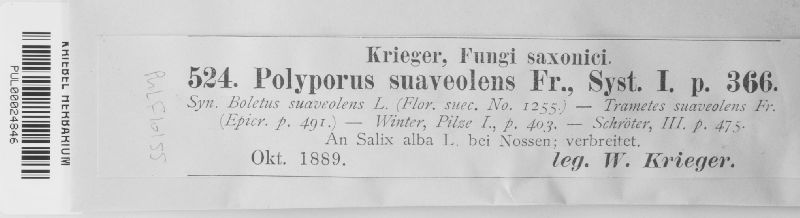 KRIEBEL HERBARIUM
PUL00024846
Krieger, Fungi saxonici.
524. Polyporus suaveolens Fr., Syst. I. p. 366.
Syn. Boletus suaveolens L. (Flor. suec. No. 1255.) — Trametes suaveolens Fr.
(Epicr. p. 491.) — Winter, Pilze I., p. 403. — Schröter, III. p. 475.
An Salix alba L. bei Nossen; verbreitet.
Okt. 1889. leg. W. Krieger.